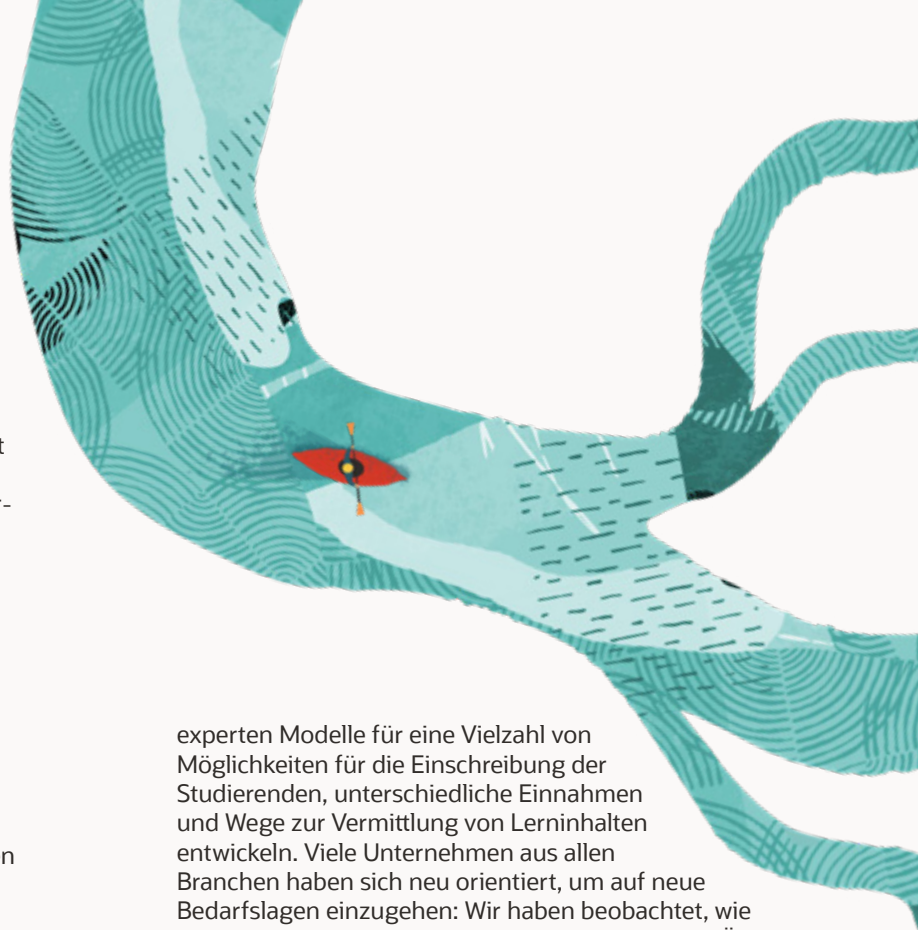 t
r-
n
experten Modelle für eine Vielzahl von
Möglichkeiten für die Einschreibung der
Studierenden, unterschiedliche Einnahmen
und Wege zur Vermittlung von Lerninhalten
entwickeln. Viele Unternehmen aus allen
Branchen haben sich neu orientiert, um auf neue
Bedarfslagen einzugehen: Wir haben beobachtet, wie